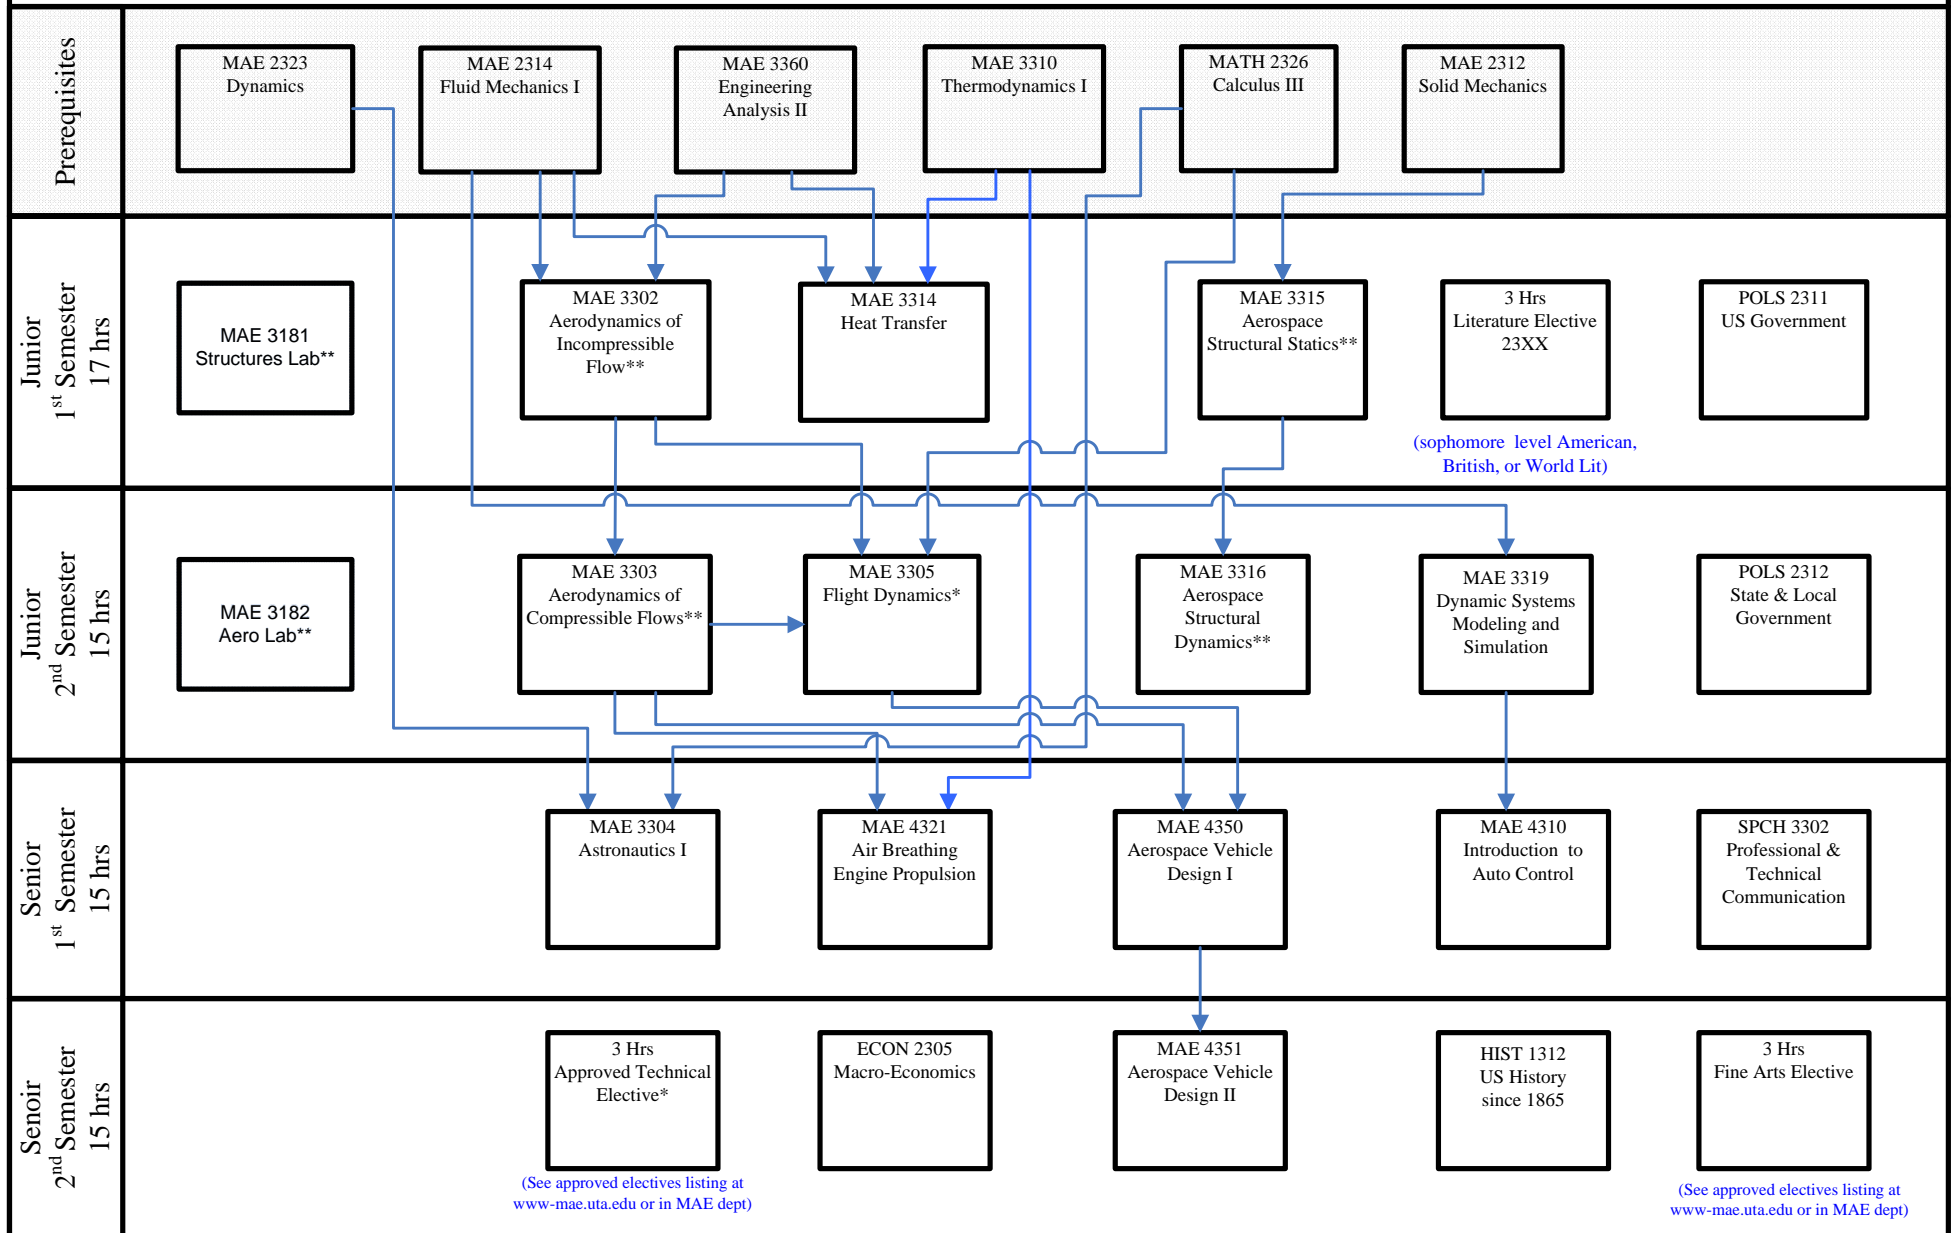 Prerequisites
MAE 2323
Dynamics
MAE 2314
Fluid Mechanics I
MAE 3360
Engineering
Analysis II
MAE 3310
Thermodynamics I
MATH 2326
Calculus III
MAE 2312
Solid Mechanics
Junior
1st Semester
17 hrs
MAE 3181
Structures Lab**
MAE 3302
Aerodynamics of
Incompressible
Flow**
MAE 3314
Heat Transfer
MAE 3315
Aerospace
Structural Statics**
3 Hrs
Literature Elective
23XX
(sophomore level American,
British, or World Lit)
POLS 2311
US Government
Junior
2nd Semester
15 hrs
MAE 3182
Aero Lab**
MAE 3303
Aerodynamics of
Compressible Flows**
MAE 3305
Flight Dynamics*
MAE 3316
Aerospace
Structural
Dynamics**
MAE 3319
Dynamic Systems
Modeling and
Simulation
POLS 2312
State & Local
Government
Senior
1st Semester
15 hrs
MAE 3304
Astronautics I
MAE 4321
Air Breathing
Engine Propulsion
MAE 4350
Aerospace Vehicle
Design I
MAE 4310
Introduction to
Auto Control
SPCH 3302
Professional &
Technical
Communication
Senoir
2nd Semester
15 hrs
3 Hrs
Approved Technical
Elective*
(See approved electives listing at
www-mae.uta.edu or in MAE dept)
ECON 2305
Macro-Economics
MAE 4351
Aerospace Vehicle
Design II
HIST 1312
US History
since 1865
3 Hrs
Fine Arts Elective
(See approved electives listing at
www-mae.uta.edu or in MAE dept)